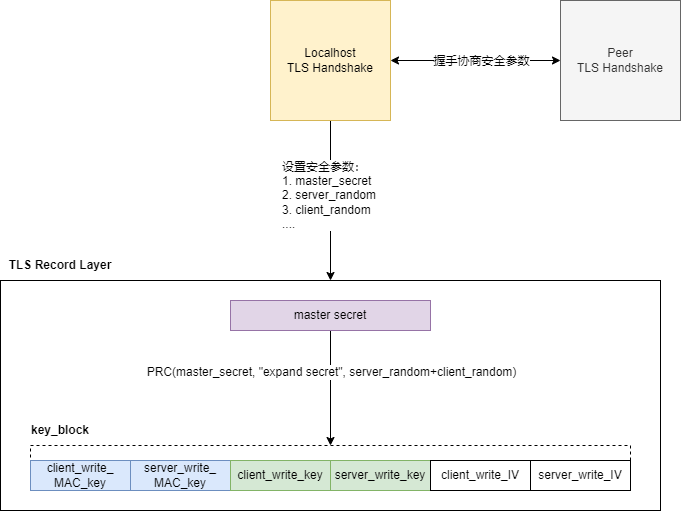 Localhost
TLS Handshake
握手协商安全参数
Peer
TLS Handshake
设置安全参数：
1. master_secret
2. server_random
3. client_random
....
TLS Record Layer
master secret
PRC(master_secret, "expand secret", server_random+client_random)
key_block
client_write_
MAC_key
server_write_
MAC_key
client_write_key
server_write_key
client_write_IV
server_write_IV